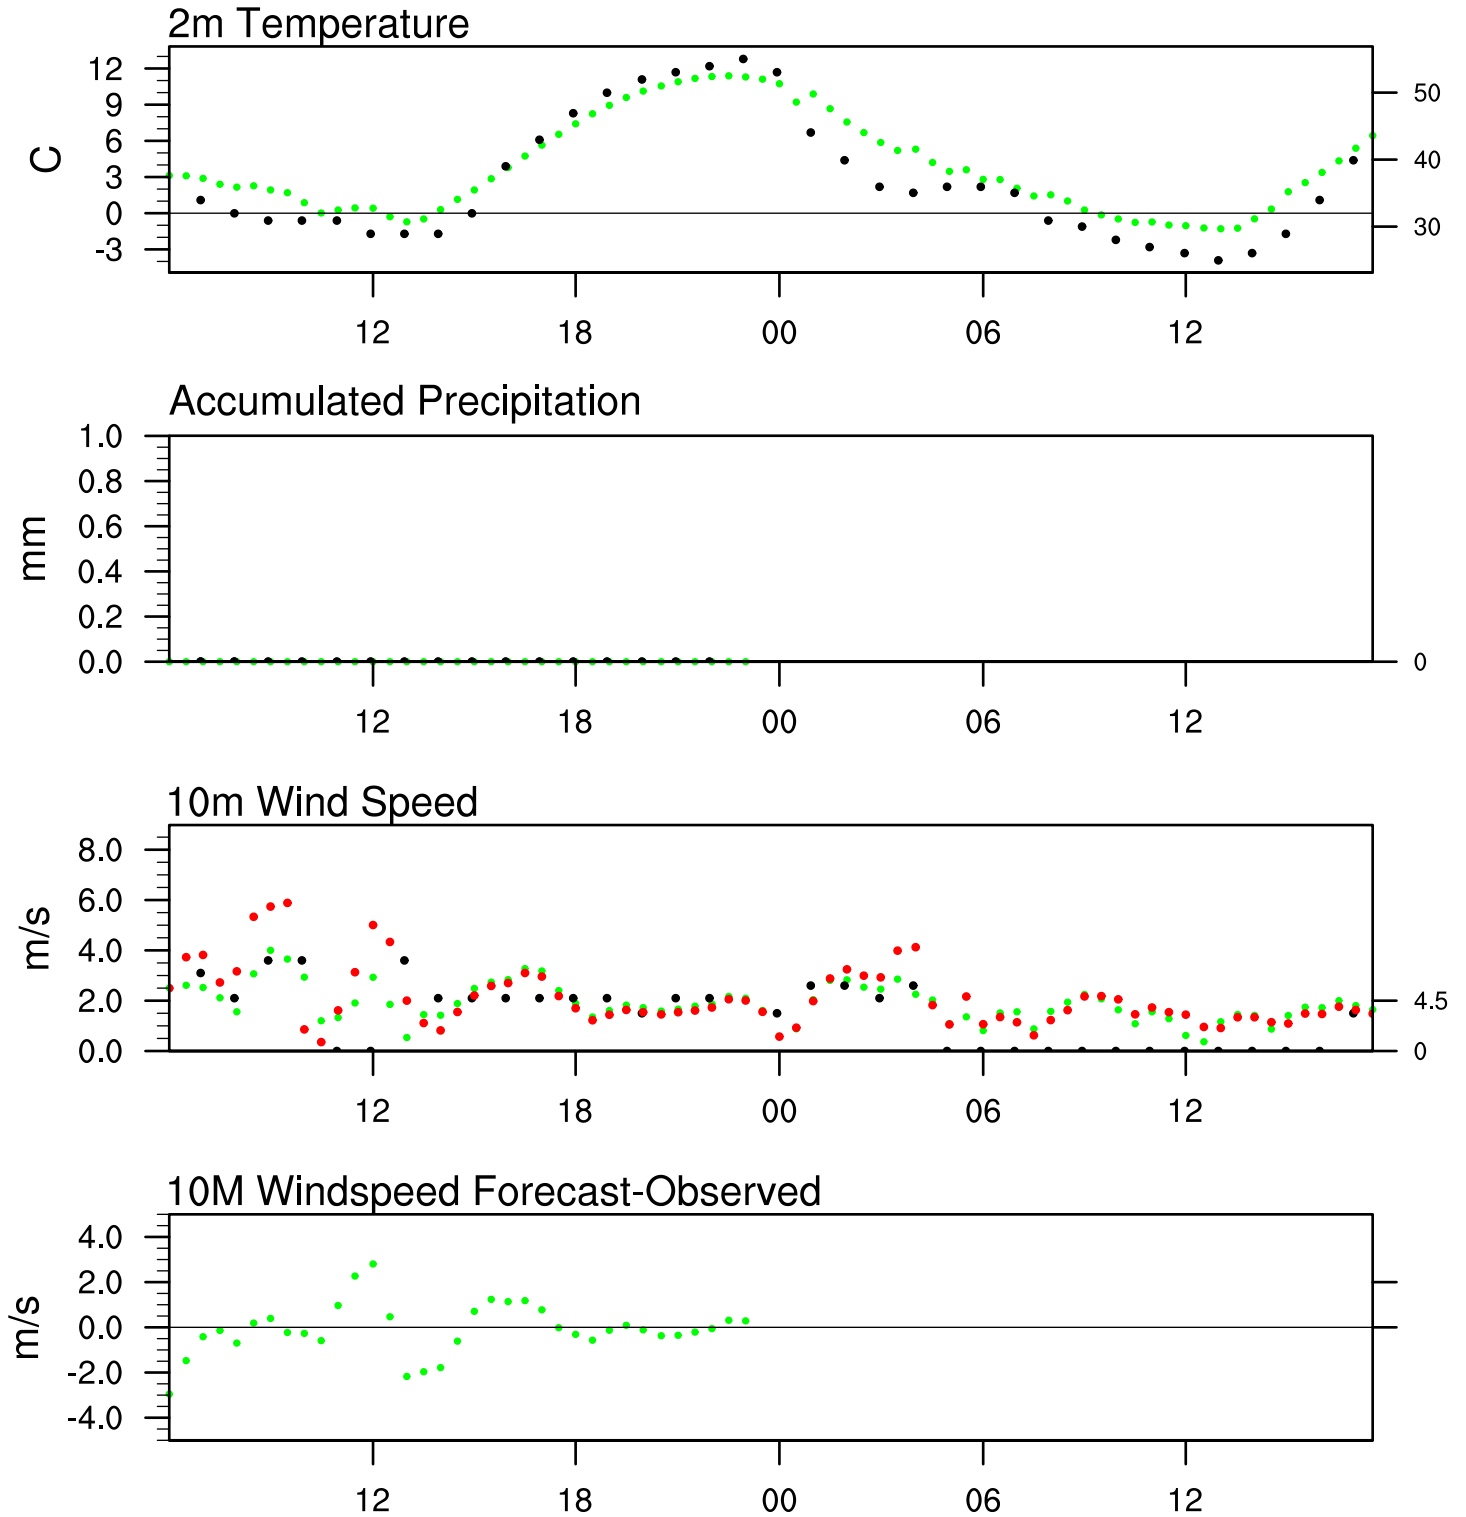 2m Temperature
12
9
6
3
0
-3
C
50
40
30
12 18 00 06 12
Accumulated Precipitation
1.0
0.8
0.6
0.4
0.2
0.0
mm
0
12 18 00 06 12
10m Wind Speed
8.0
6.0
4.0
2.0
0.0
m/s
4.5
0
12 18 00 06 12
10M Windspeed Forecast-Observed
4.0
2.0
0.0
-2.0
-4.0
m/s
12 18 00 06 12